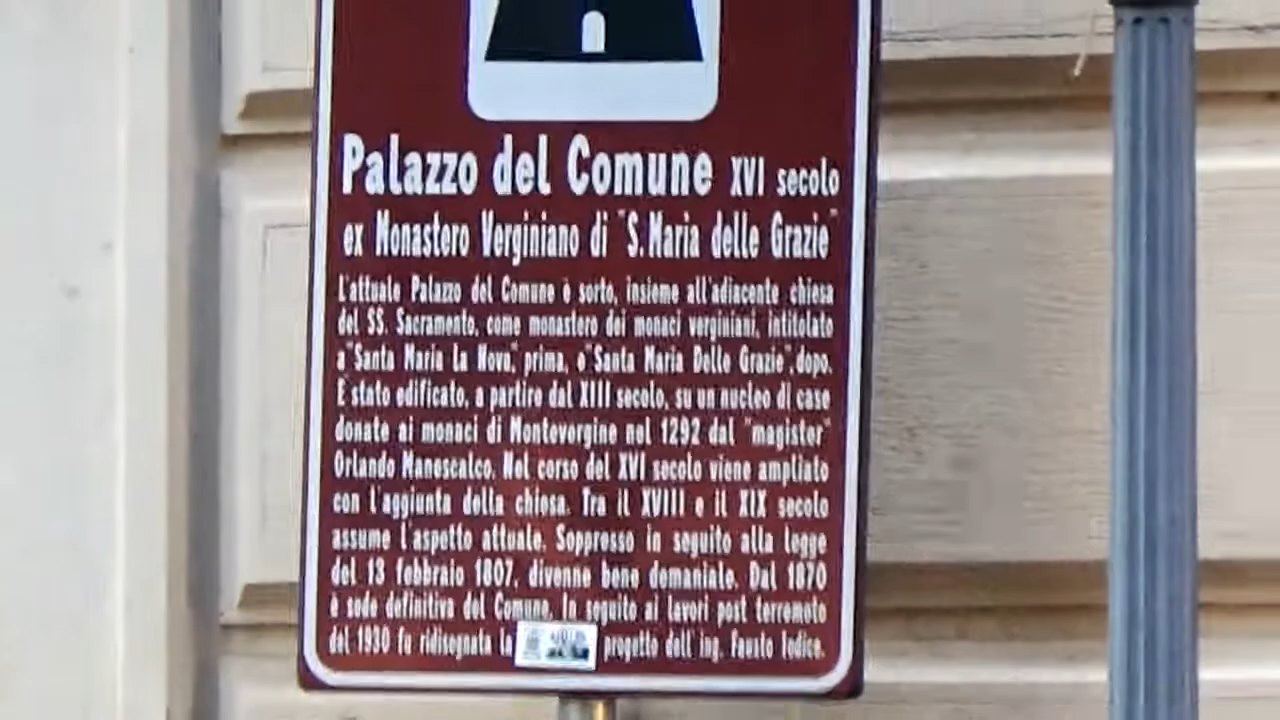 Palazzo del Comune XVI secolo
ex Monastero Verginiano di "S. Maria delle Grazie"
L'attuale Palazzo del Comune è sorto, insieme all'adiacente chiesa
del SS. Sacramento, come monastero dei monaci verginiani, intitolato
a "Santa Maria La Nova," prima, e "Santa Maria Delle Grazie", dopo.
È stato edificato, a partire dal XIII secolo, su un nucleo di case
donate ai monaci di Montevergine nel 1292 dal "magister"
Orlando Manescalco. Nel corso del XVI secolo viene ampliato
con l'aggiunta della chiesa. Tra il XVIII e il XIX secolo
assume l'aspetto attuale. Soppresso in seguito alla legge
del 13 febbraio 1807, divenne bene demaniale. Dal 1870
è sede definitiva del Comune. In seguito ai lavori post terremoto
del 1930 fu ridisegnata la progetto dell'ing. Fausto Iodice.